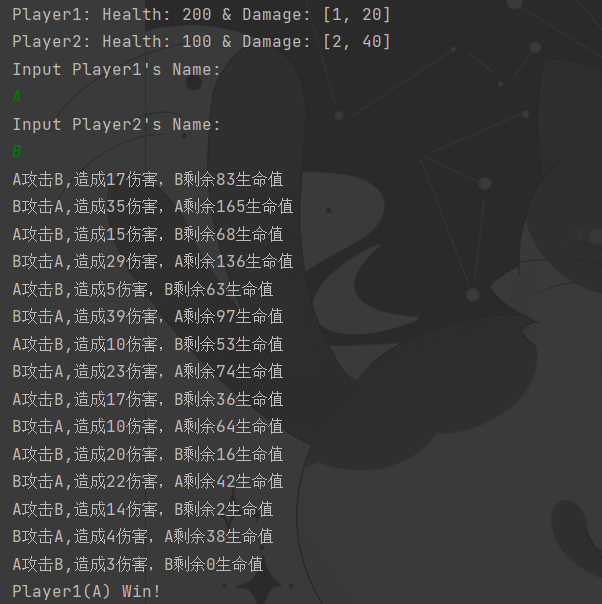 Player1: Health: 200 & Damage: [1, 20]
Player2: Health: 100 & Damage: [2, 40]
Input Player1's Name:
A
Input Player2's Name:
B
A攻击B,造成17伤害，B剩余83生命值
B攻击A,造成35伤害，A剩余165生命值
A攻击B,造成15伤害，B剩余68生命值
B攻击A,造成29伤害，A剩余136生命值
A攻击B,造成5伤害，B剩余63生命值
B攻击A,造成39伤害，A剩余97生命值
A攻击B,造成10伤害，B剩余53生命值
B攻击A,造成23伤害，A剩余74生命值
A攻击B,造成17伤害，B剩余36生命值
B攻击A,造成10伤害，A剩余64生命值
A攻击B,造成20伤害，B剩余16生命值
B攻击A,造成22伤害，A剩余42生命值
A攻击B,造成14伤害，B剩余2生命值
B攻击A,造成4伤害，A剩余38生命值
A攻击B,造成3伤害，B剩余0生命值
Player1(A) Win!